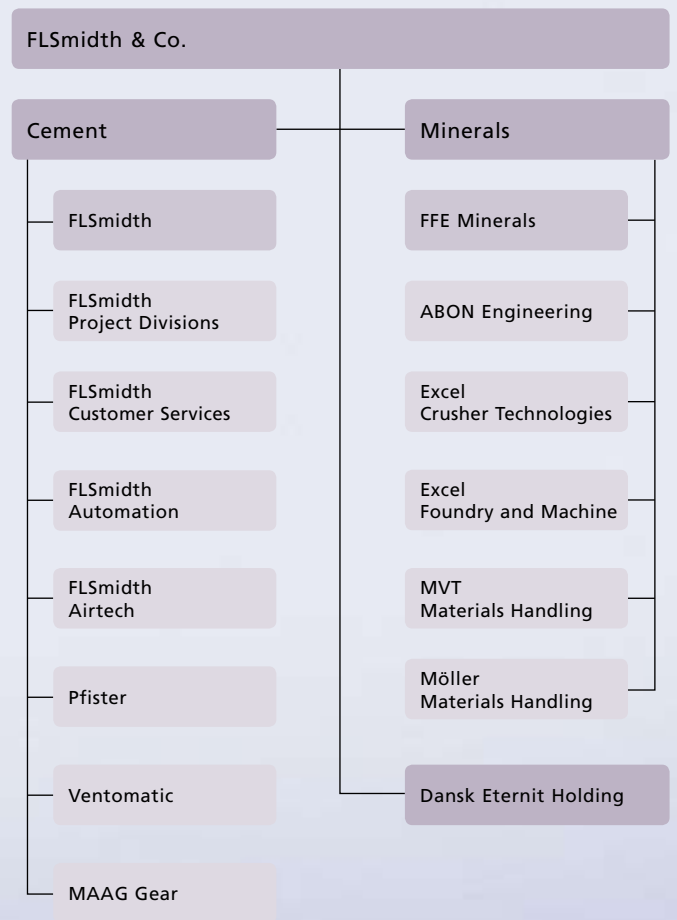 FLSmidth & Co.
Cement
FLSmidth
FLSmidth
Project Divisions
FLSmidth
Customer Services
FLSmidth
Automation
FLSmidth
Airtech
Pfister
Ventomatic
MAAG Gear
Minerals
FFE Minerals
ABON Engineering
Excel
Crusher Technologies
Excel
Foundry and Machine
MVT
Materials Handling
Möller
Materials Handling
Dansk Eternit Holding